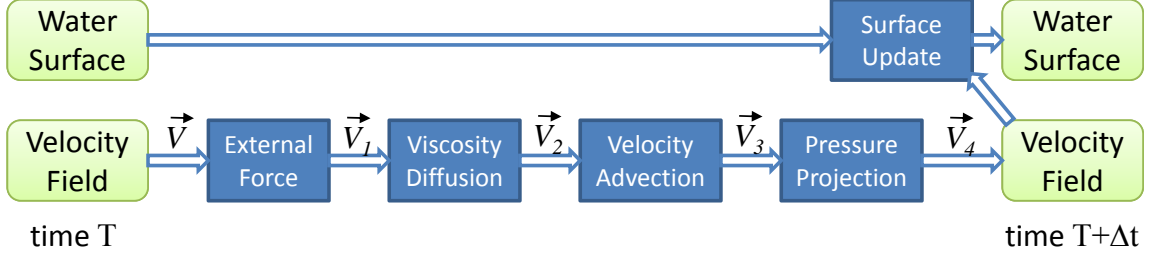 Water
Surface
Surface
Update
Water
Surface
Velocity
Field
V
External
Force
V1
Viscosity
Diffusion
V2
Velocity
Advection
V3
Pressure
Projection
V4
Velocity
Field
time T
time T+Δt